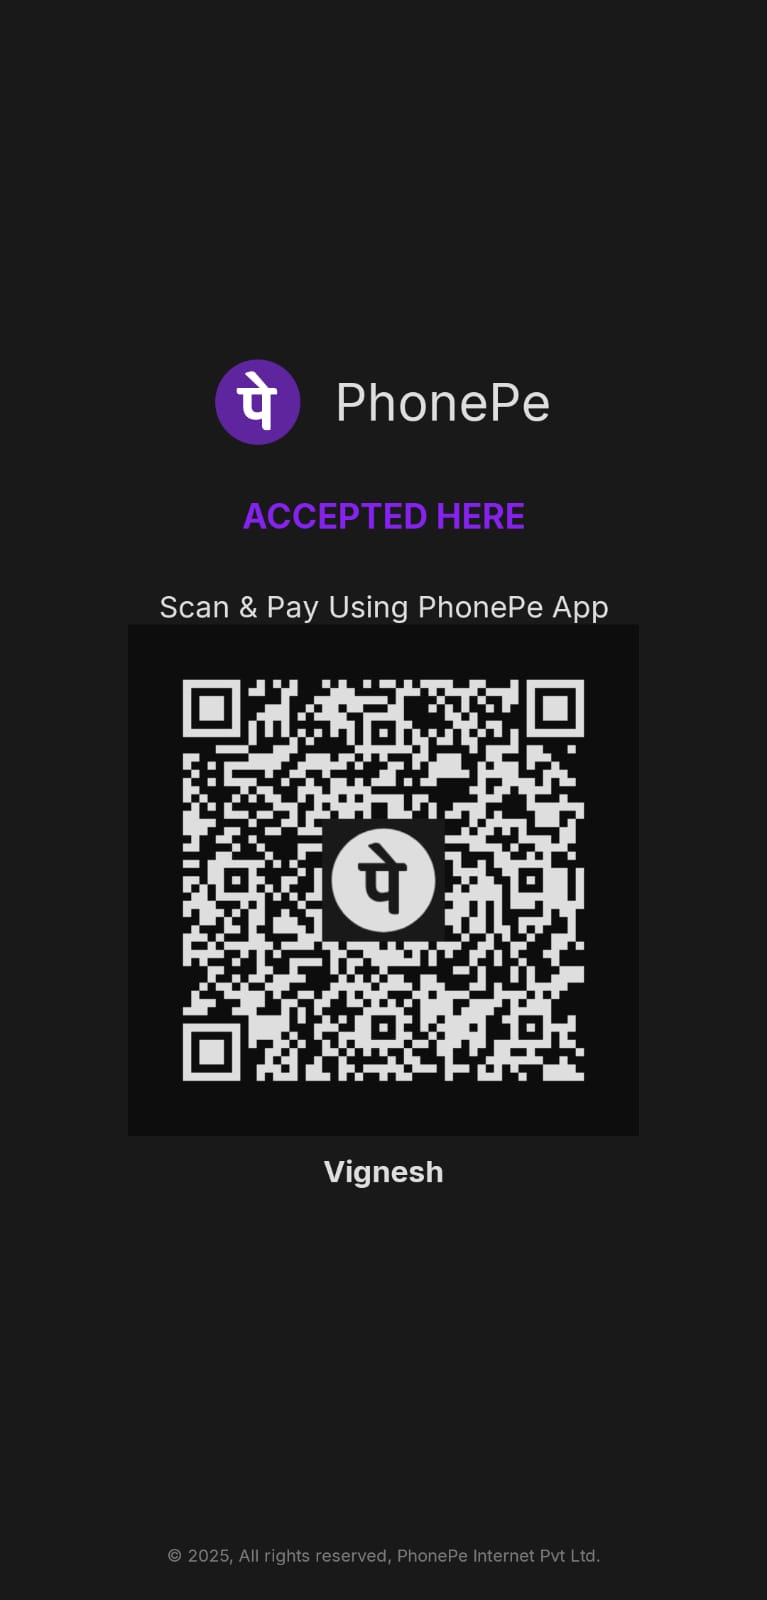 पे PhonePe
ACCEPTED HERE
Scan & Pay Using PhonePe App
पे
Vignesh
© 2025, All rights reserved, PhonePe Internet Pvt Ltd.